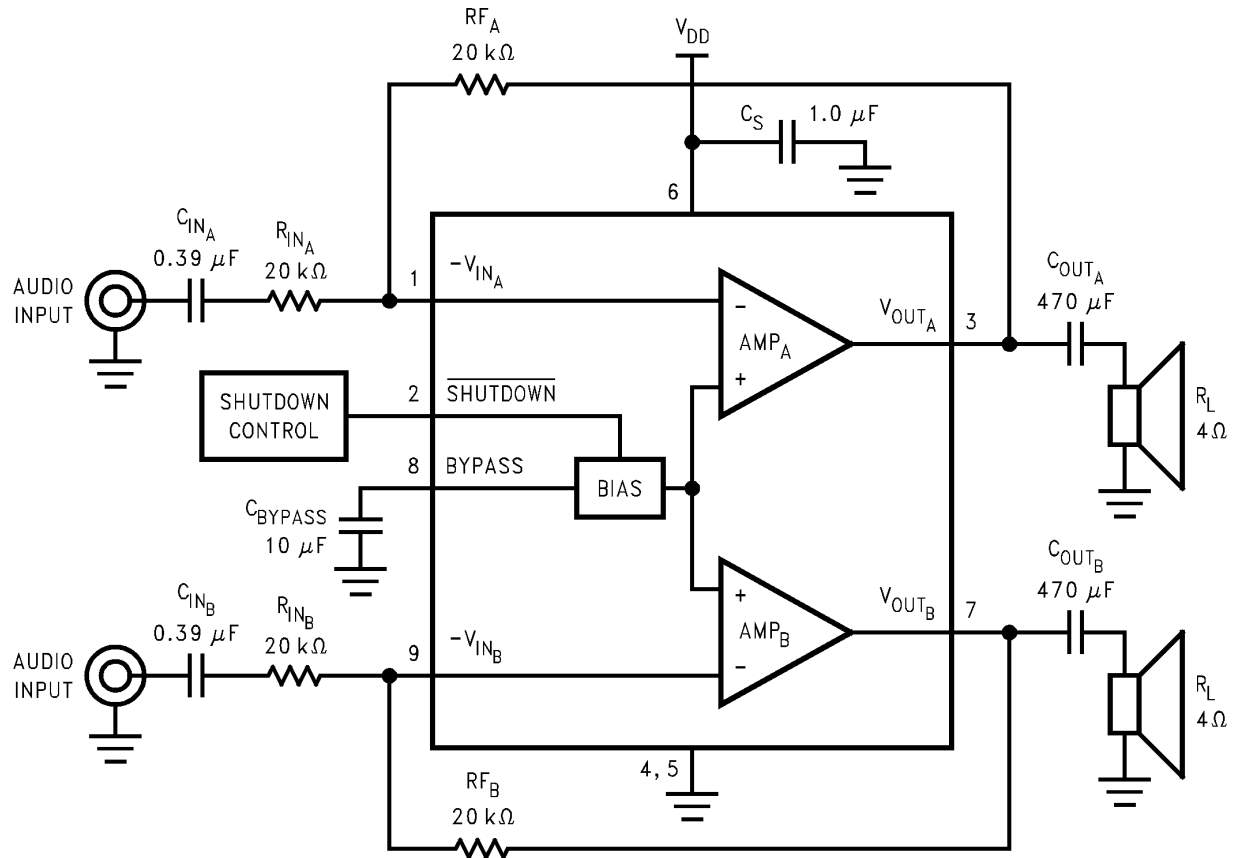 RF_A
20 kΩ
V_DD
C_S
1.0 μF
6
C_IN_A
0.39 μF
R_IN_A
20 kΩ
AUDIO
INPUT
1
-V_IN_A
-
AMP_A
+
V_OUT_A
3
C_OUT_A
470 μF
R_L
4Ω
SHUTDOWN
CONTROL
2
SHUTDOWN
8
BYPASS
BIAS
C_BYPASS
10 μF
C_IN_B
0.39 μF
R_IN_B
20 kΩ
AUDIO
INPUT
9
-V_IN_B
+
AMP_B
-
V_OUT_B
7
C_OUT_B
470 μF
R_L
4Ω
4, 5
RF_B
20 kΩ